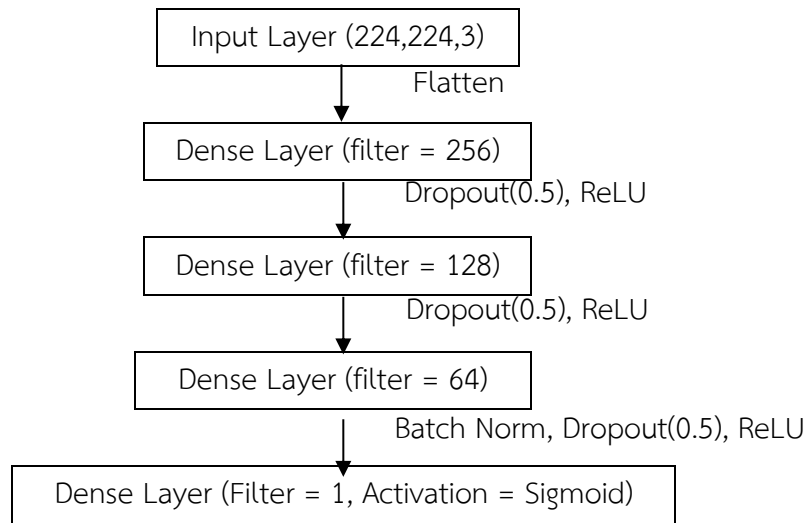 Input Layer (224,224,3)
Flatten
Dense Layer (filter = 256)
Dropout(0.5), ReLU
Dense Layer (filter = 128)
Dropout(0.5), ReLU
Dense Layer (filter = 64)
Batch Norm, Dropout(0.5), ReLU
Dense Layer (Filter = 1, Activation = Sigmoid)